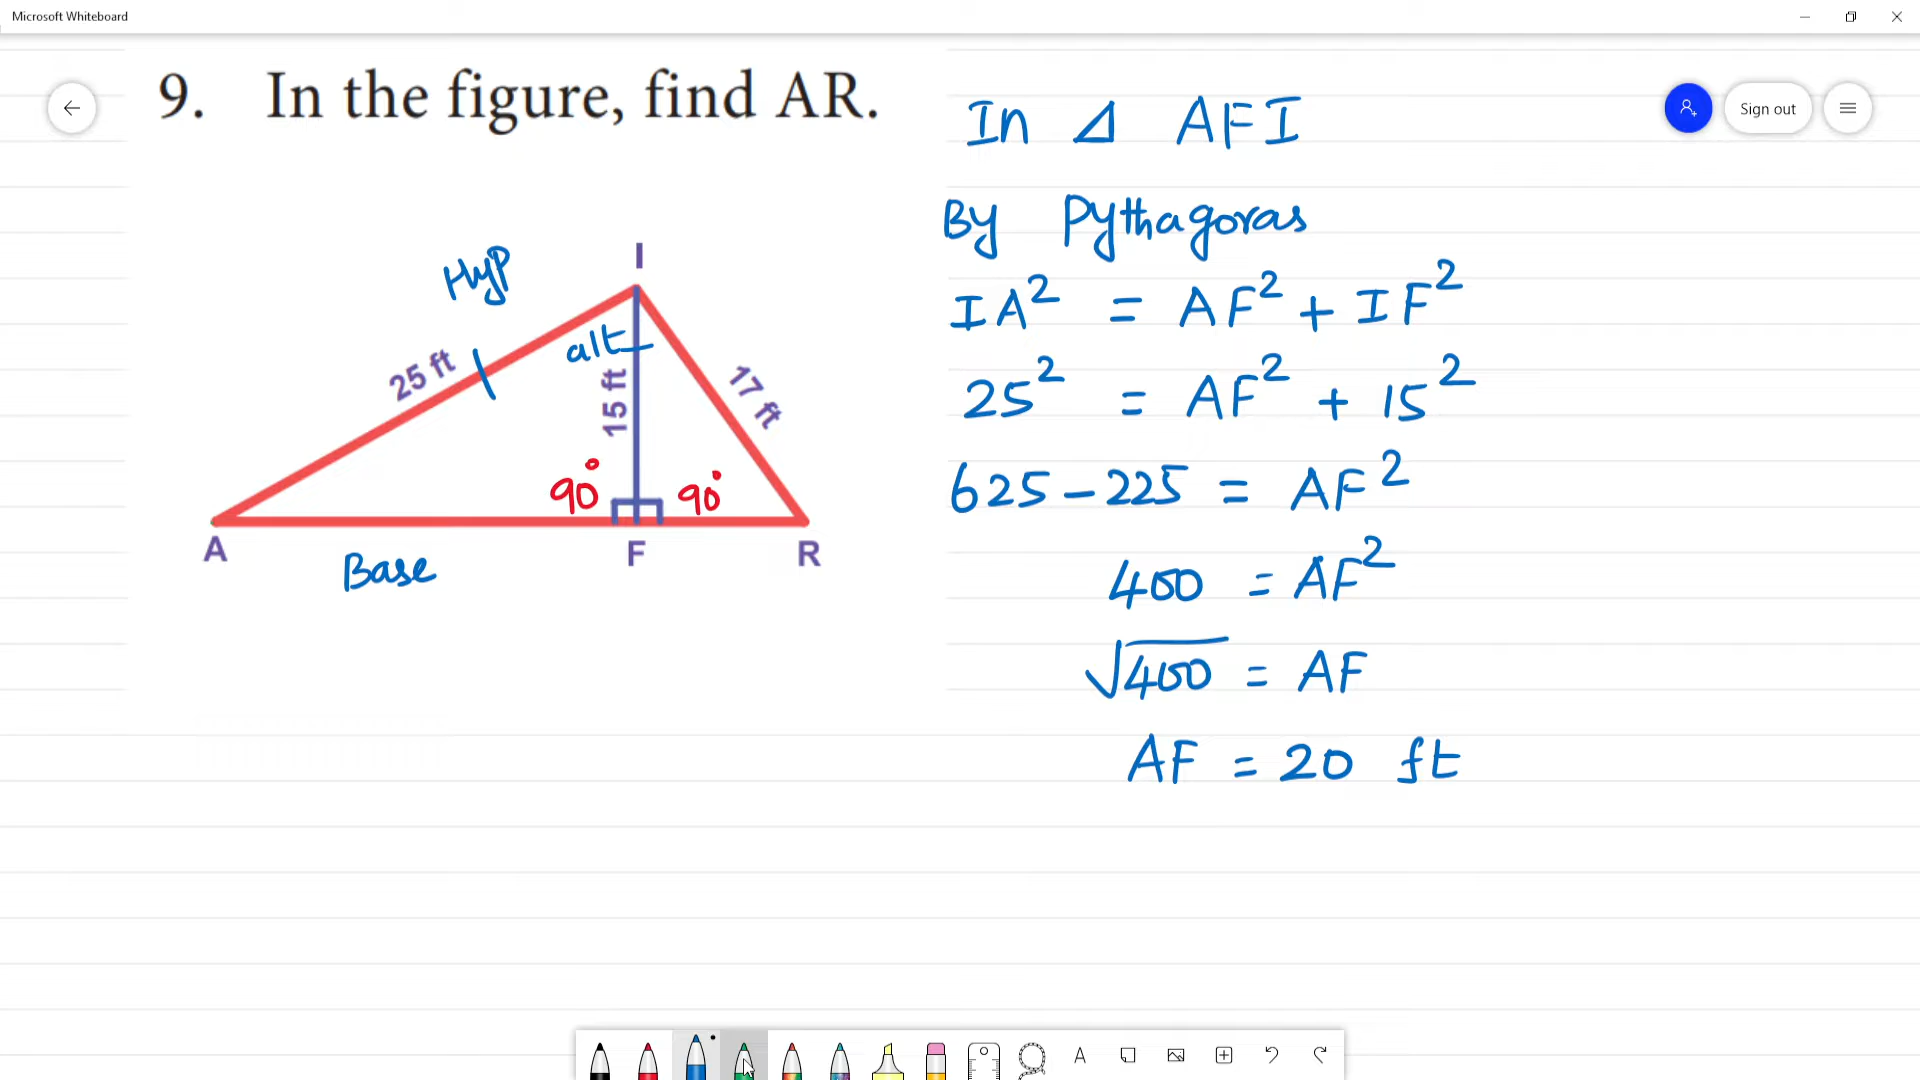 Microsoft Whiteboard
9. In the figure, find AR.
Sign out
In Δ AFI
By Pythagoras
IA² = AF² + IF²
25² = AF² + 15²
625 - 225 = AF²
400 = AF²
√400 = AF
AF = 20 ft
I
Hyp
alt
25 ft
15 ft
17 ft
90° 90°
A F R
Base
A